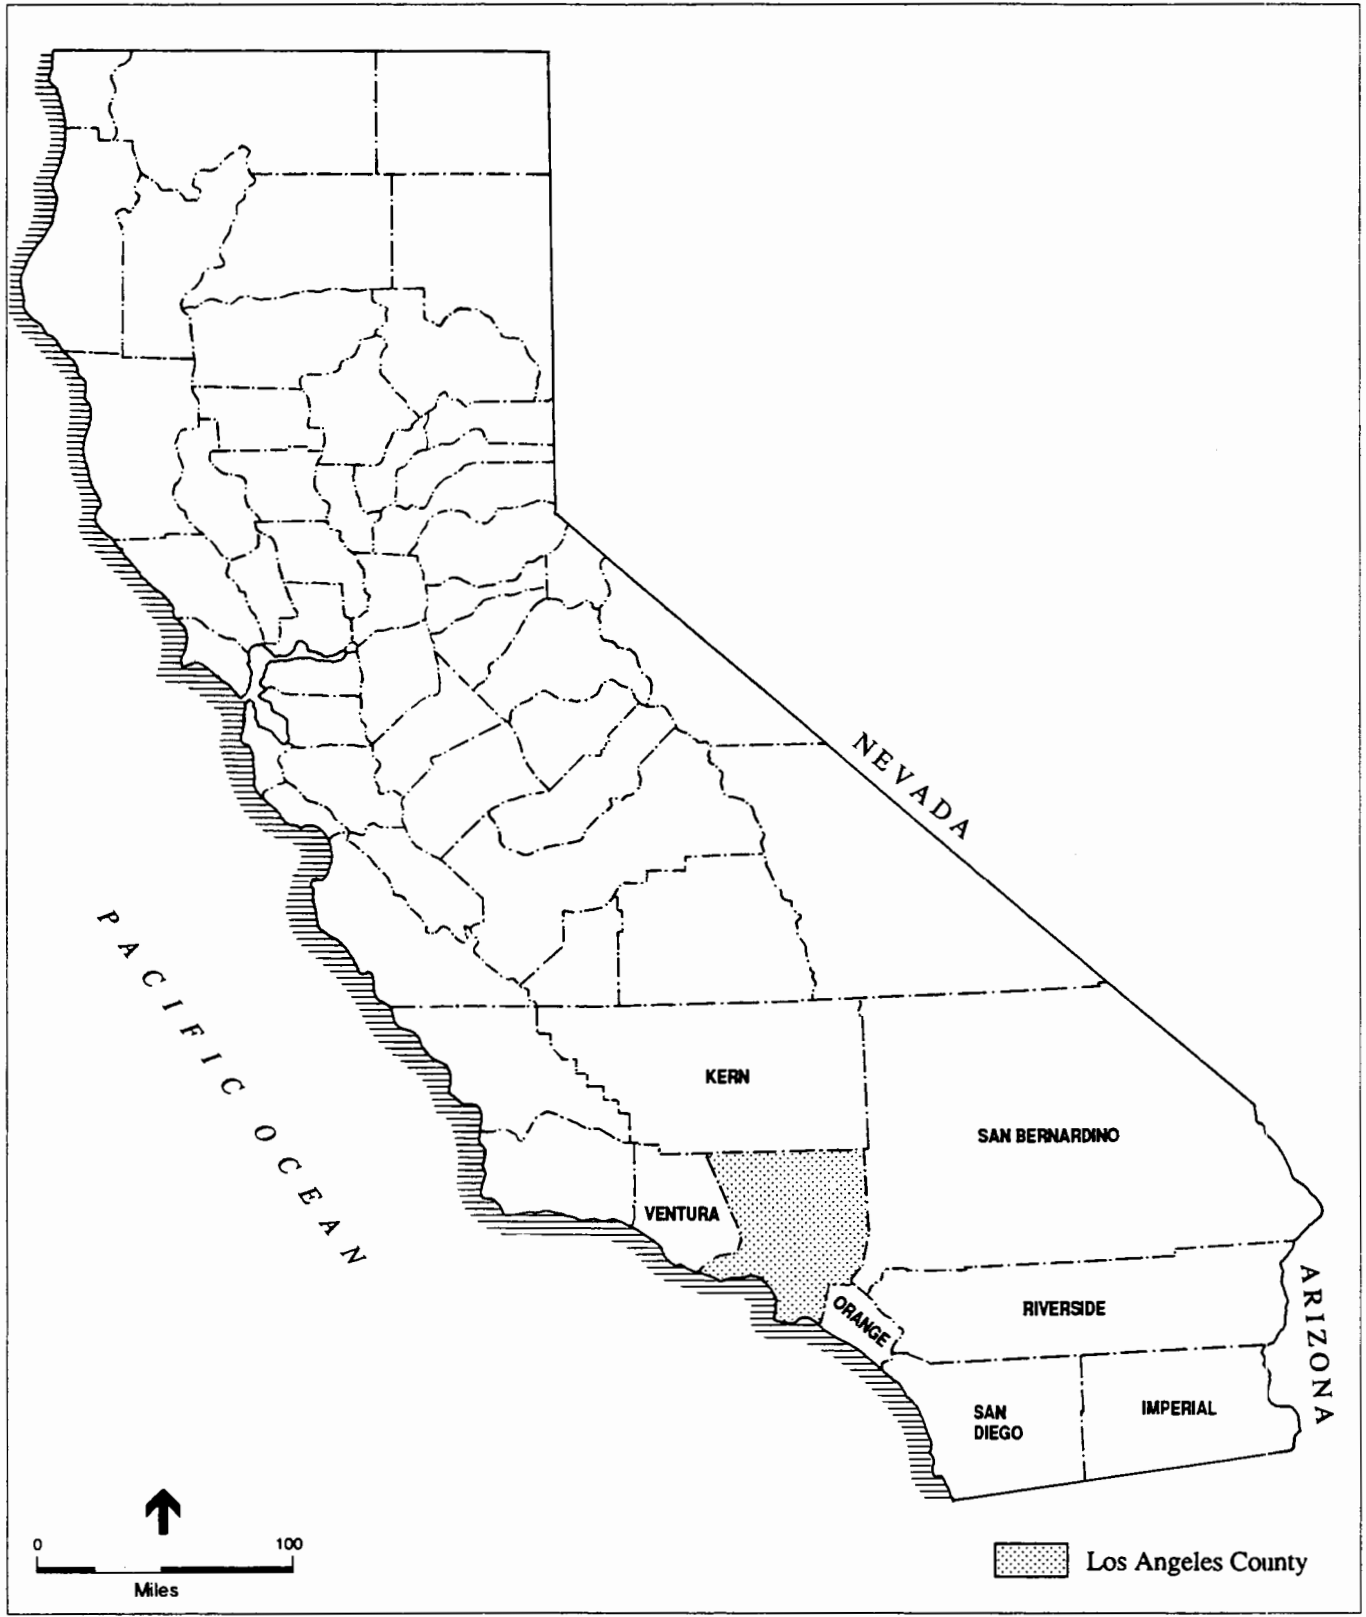 NEVADA
PACIFIC OCEAN
KERN
SAN BERNARDINO
VENTURA
ARIZONA
ORANGE
RIVERSIDE
SAN
DIEGO
IMPERIAL
0 100
Miles
Los Angeles County